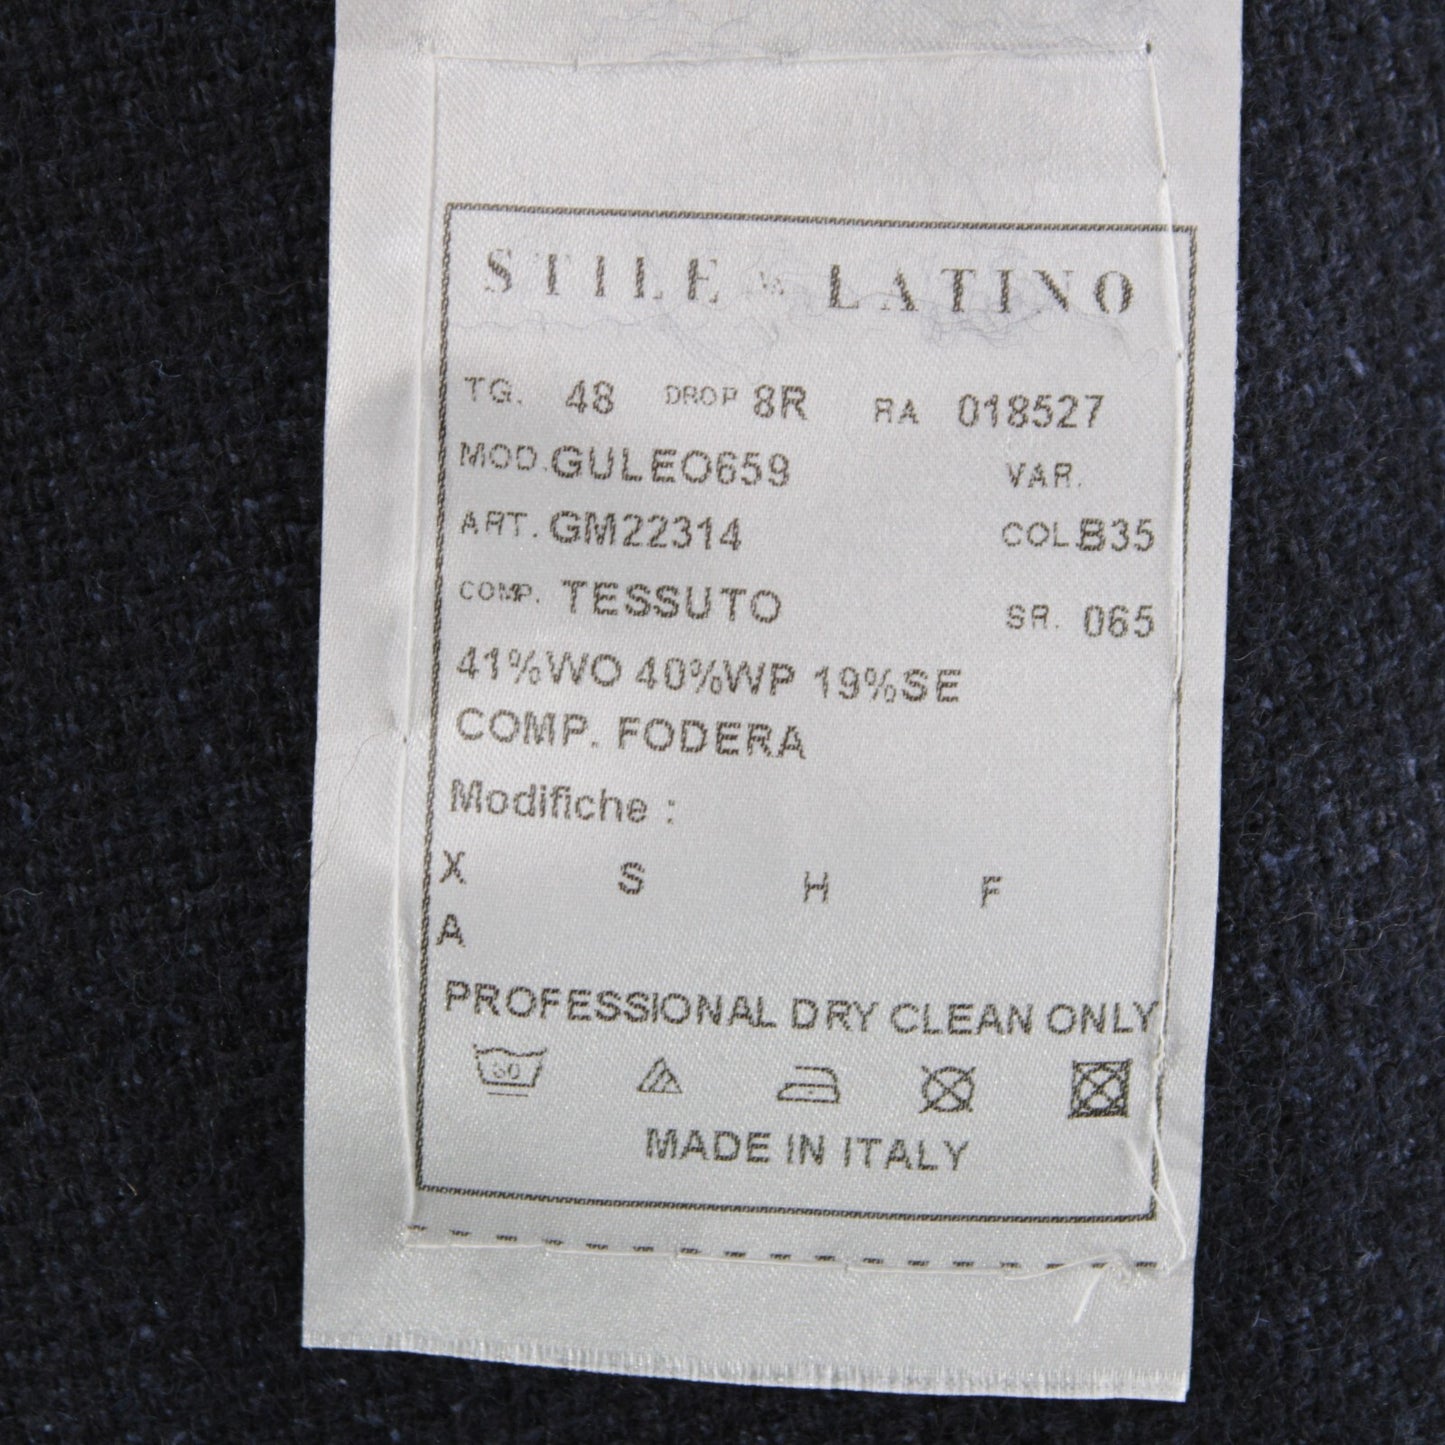 STILE LATINO
TG. 48 DROP 8R RA 018527
MOD. GULEO659 VAR.
ART. GM22314 COL. B35
COMP. TESSUTO SR. 065
41%WO 40%WP 19%SE
COMP. FODERA
Modifiche :
X S H F
A
PROFESSIONAL DRY CLEAN ONLY
30
MADE IN ITALY